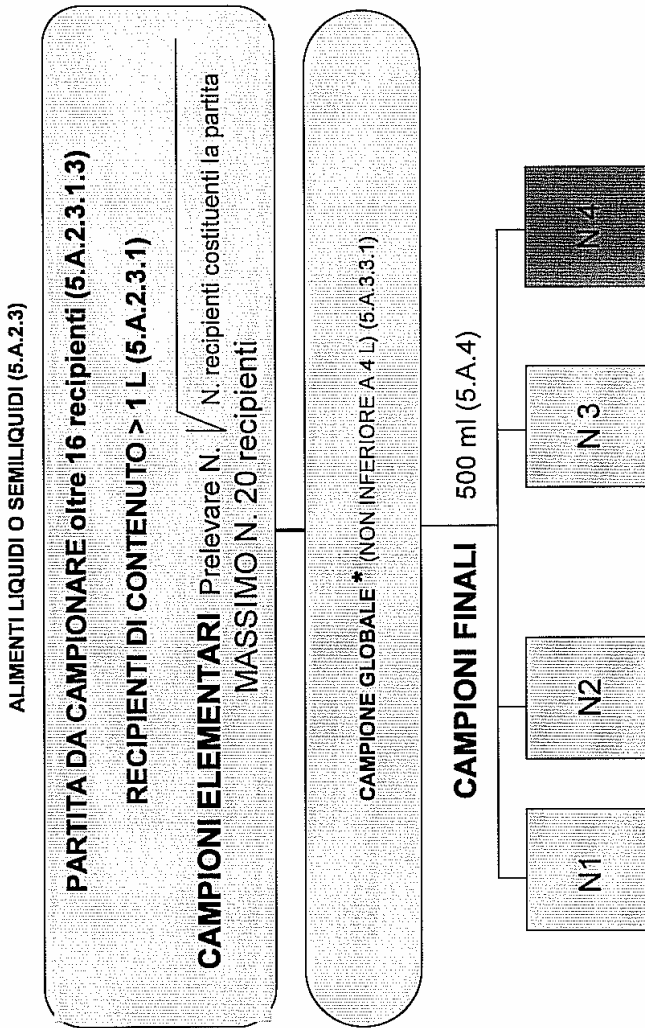 ALIMENTI LIQUIDI O SEMILIQUIDI (5.A.2.3)
PARTITA DA CAMPIONARE oltre 16 recipienti (5.A.2.3.1.3)
RECIPIENTI DI CONTENUTO > 1 L (5.A.2.3.1)
CAMPIONI ELEMENTARI Prelevare N. √ N. recipienti costituenti la partita
MASSIMO N. 20 recipienti
CAMPIONE GLOBALE * (NON INFERIORE A 4 L) (5.A.3.3.1)
CAMPIONI FINALI 500 ml (5.A.4)
N1 N2 N 3 N 4